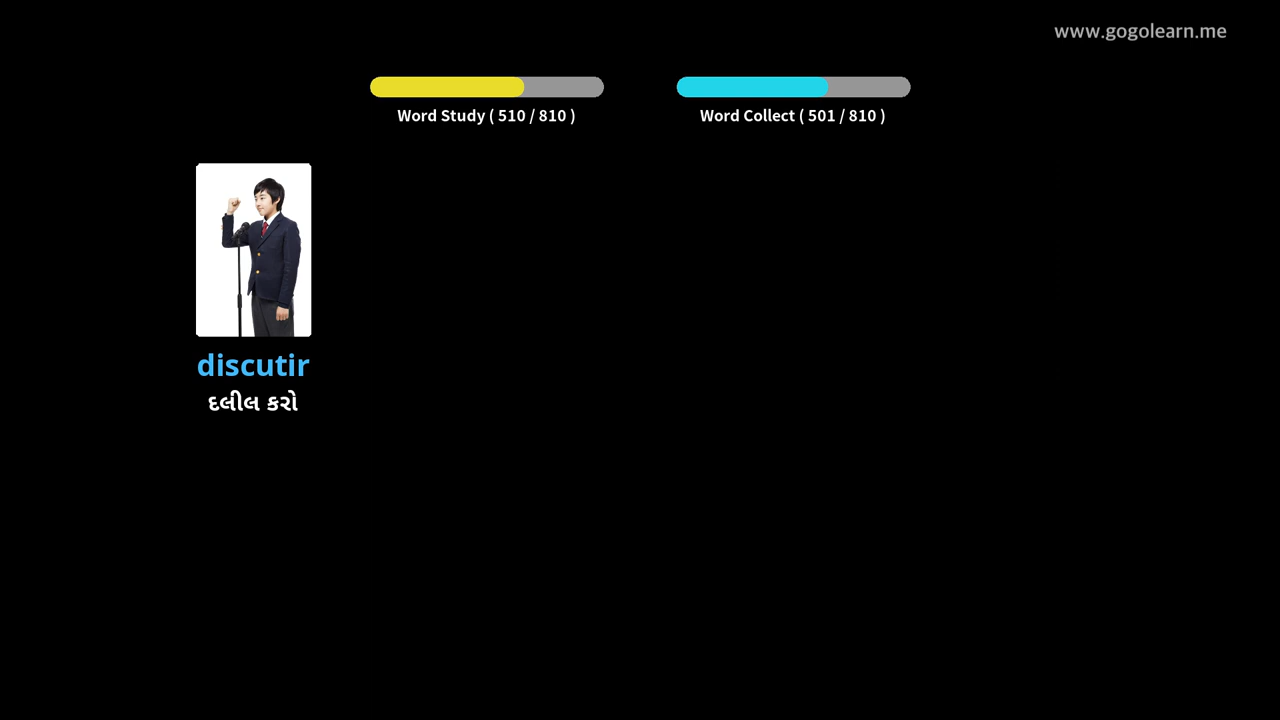 www.gogolearn.me
Word Study ( 510 / 810 )
Word Collect ( 501 / 810 )
discutir
દલીલ કરો